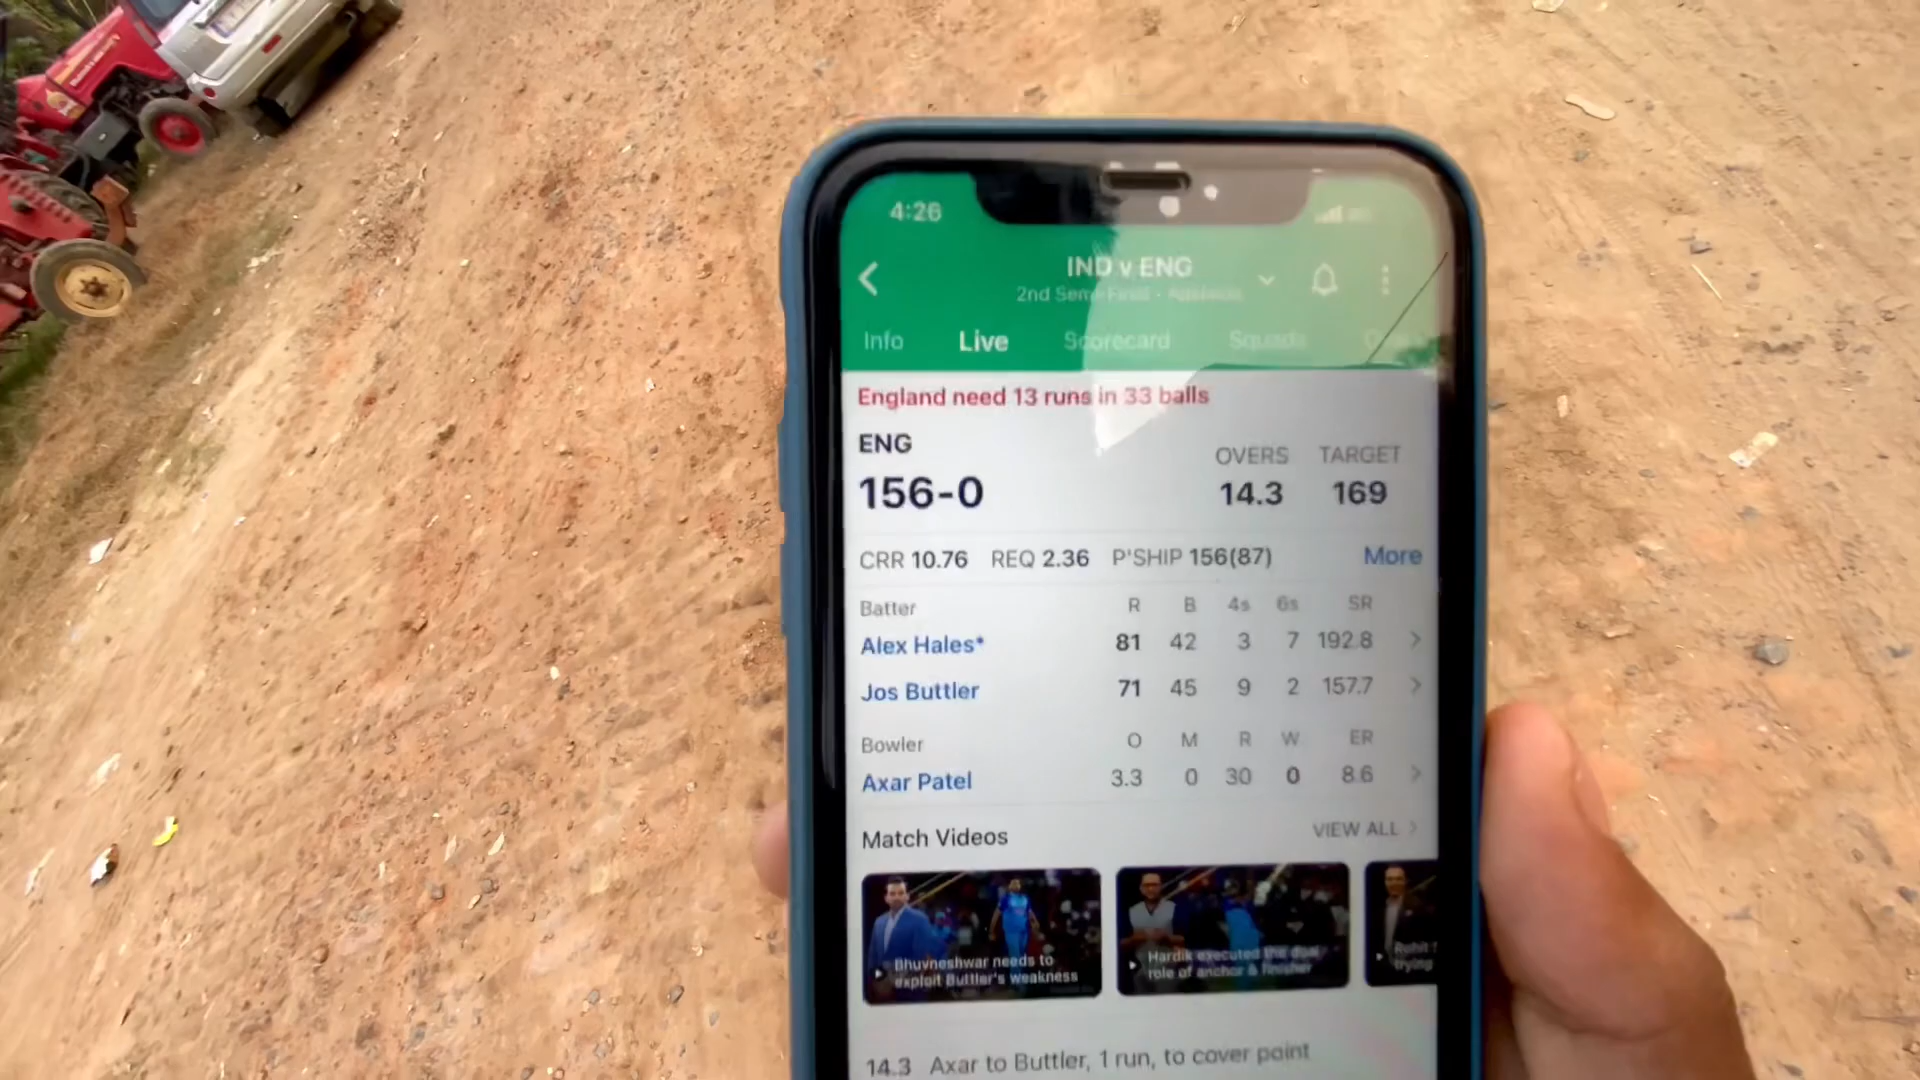 4:26
IND v ENG
2nd Semi-Final - Adelaide
Info Live Scorecard Squads
England need 13 runs in 33 balls
ENG
OVERS TARGET
156-0 14.3 169
CRR 10.76 REQ 2.36 P'SHIP 156(87) More
Batter R B 4s 6s SR
Alex Hales* 81 42 3 7 192.8
Jos Buttler 71 45 9 2 157.7
Bowler O M R W ER
Axar Patel 3.3 0 30 0 8.6
Match Videos VIEW ALL
Bhuvneshwar needs to
exploit Buttler's weakness
Hardik executed the dual
role of anchor & finisher
Rohit
trying
14.3 Axar to Buttler, 1 run, to cover point